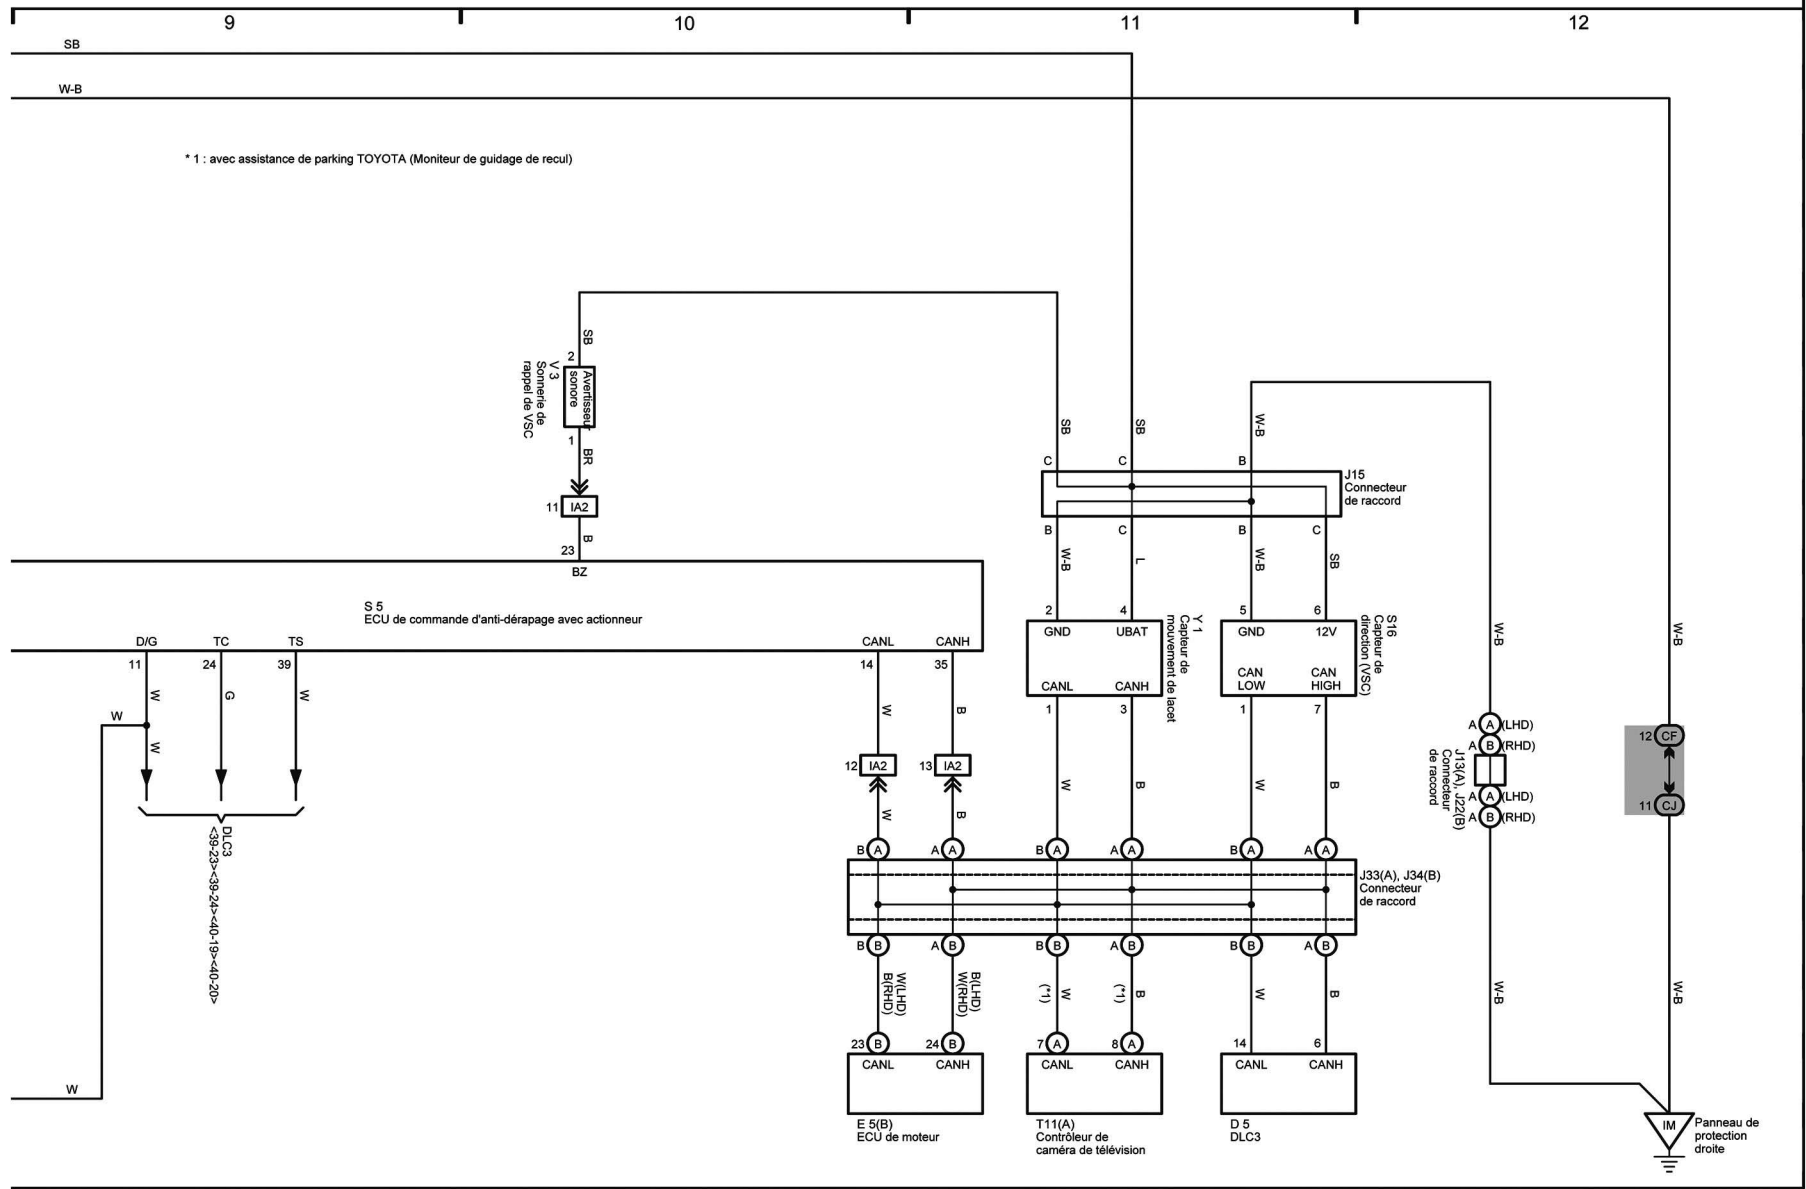 9 10 11 12
SB
W-B
* 1 : avec assistance de parking TOYOTA (Moniteur de guidage de recul)
SB
2
V 3
Sonnerie de
rappel de VSC
Avertisseur
sonore
1
BR
11 IA2
B
23
BZ
S 5
ECU de commande d'anti-dérapage avec actionneur
D/G TC TS CANL CANH
11 24 39 14 35
W G W
W
W
W
DLC3
<39-23><39-24><40-19><40-20>
SB SB W-B
C C B
J15
Connecteur
de raccord
B C B C
W-B L W-B SB
2 4 5 6
GND UBAT GND 12V
CANL CANH
CAN
LOW
CAN
HIGH
Y 1
Capteur de
mouvement de lacet
S16
Capteur de
direction (VSC)
1 3 1 7
W B
12 IA2 13 IA2
W B
W B W B
B A A A B A A A B A A A
J33(A), J34(B)
Connecteur
de raccord
B B A B B B A B B B A B
W(LHD)
B(RHD)
B(LHD)
W(RHD)
W
(*1)
B
(*1)
W B
23 B 24 B 7 A 8 A 14 6
CANL CANH CANL CANH CANL CANH
E 5(B)
ECU de moteur
T11(A)
Contrôleur de
caméra de télévision
D 5
DLC3
W-B W-B
A A (LHD)
A B (RHD)
J13(A), J22(B)
Connecteur
de raccord
A A (LHD)
A B (RHD)
12 CF
11 CJ
W-B W-B
IM
Panneau de
protection
droite